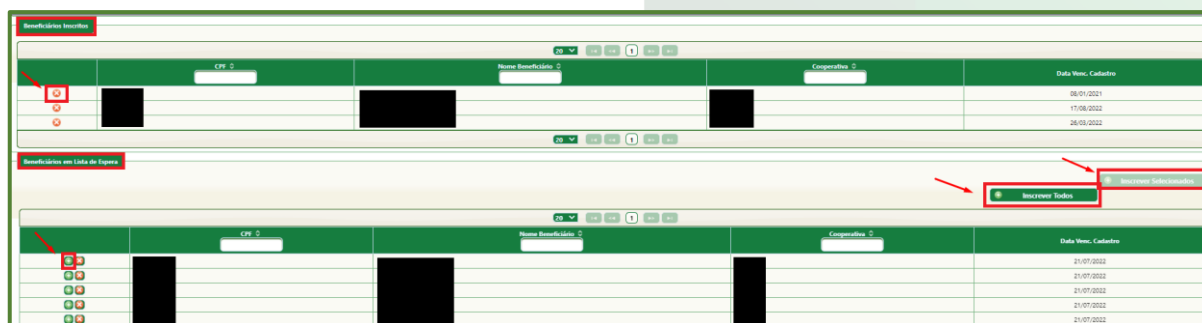 Beneficiários Inscritos
20 1
CPF Nome Beneficiário Cooperativa Data Venc. Cadastro
08/01/2021
17/08/2022
26/03/2022
20 1
Beneficiários em Lista de Espera
Inscrever Selecionados
Inscrever Todos
20 1
CPF Nome Beneficiário Cooperativa Data Venc. Cadastro
21/07/2022
21/07/2022
21/07/2022
21/07/2022
21/07/2022